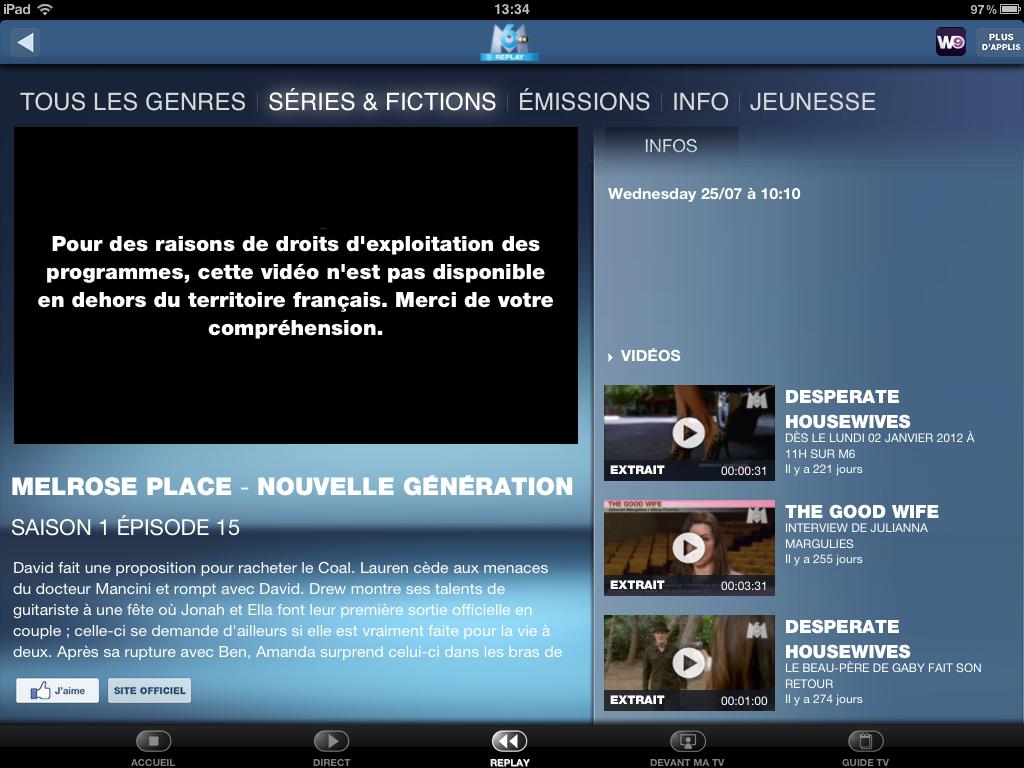 iPad
13:34
97 %
M6
REPLAY
W9
PLUS
D'APPLIS
TOUS LES GENRES
SÉRIES & FICTIONS
ÉMISSIONS
INFO
JEUNESSE
Pour des raisons de droits d'exploitation des
programmes, cette vidéo n'est pas disponible
en dehors du territoire français. Merci de votre
compréhension.
MELROSE PLACE - NOUVELLE GÉNÉRATION
SAISON 1 ÉPISODE 15
David fait une proposition pour racheter le Coal. Lauren cède aux menaces
du docteur Mancini et rompt avec David. Drew montre ses talents de
guitariste à une fête où Jonah et Ella font leur première sortie officielle en
couple ; celle-ci se demande d'ailleurs si elle est vraiment faite pour la vie à
deux. Après sa rupture avec Ben, Amanda surprend celui-ci dans les bras de
J'aime
SITE OFFICIEL
INFOS
Wednesday 25/07 à 10:10
VIDÉOS
M6
EXTRAIT
00:00:31
DESPERATE
HOUSEWIVES
DÈS LE LUNDI 02 JANVIER 2012 À
11H SUR M6
Il y a 221 jours
THE GOOD WIFE
M6
EXTRAIT
00:03:31
THE GOOD WIFE
INTERVIEW DE JULIANNA
MARGULIES
Il y a 255 jours
M6
EXTRAIT
00:01:00
DESPERATE
HOUSEWIVES
LE BEAU-PÈRE DE GABY FAIT SON
RETOUR
Il y a 274 jours
ACCUEIL
DIRECT
REPLAY
DEVANT MA TV
GUIDE TV